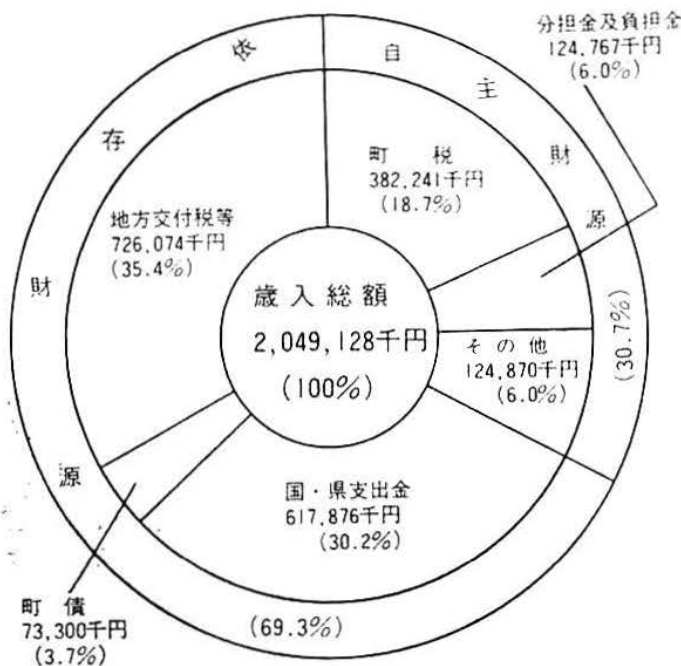 分担金及負担金
124,767千円
(6.0%)
自主財源
(30.7%)
町税
382,241千円
(18.7%)
その他
124,870千円
(6.0%)
歳入総額
2,049,128千円
(100%)
地方交付税等
726,074千円
(35.4%)
国・県支出金
617,876千円
(30.2%)
町債
73,300千円
(3.7%)
依存財源
(69.3%)